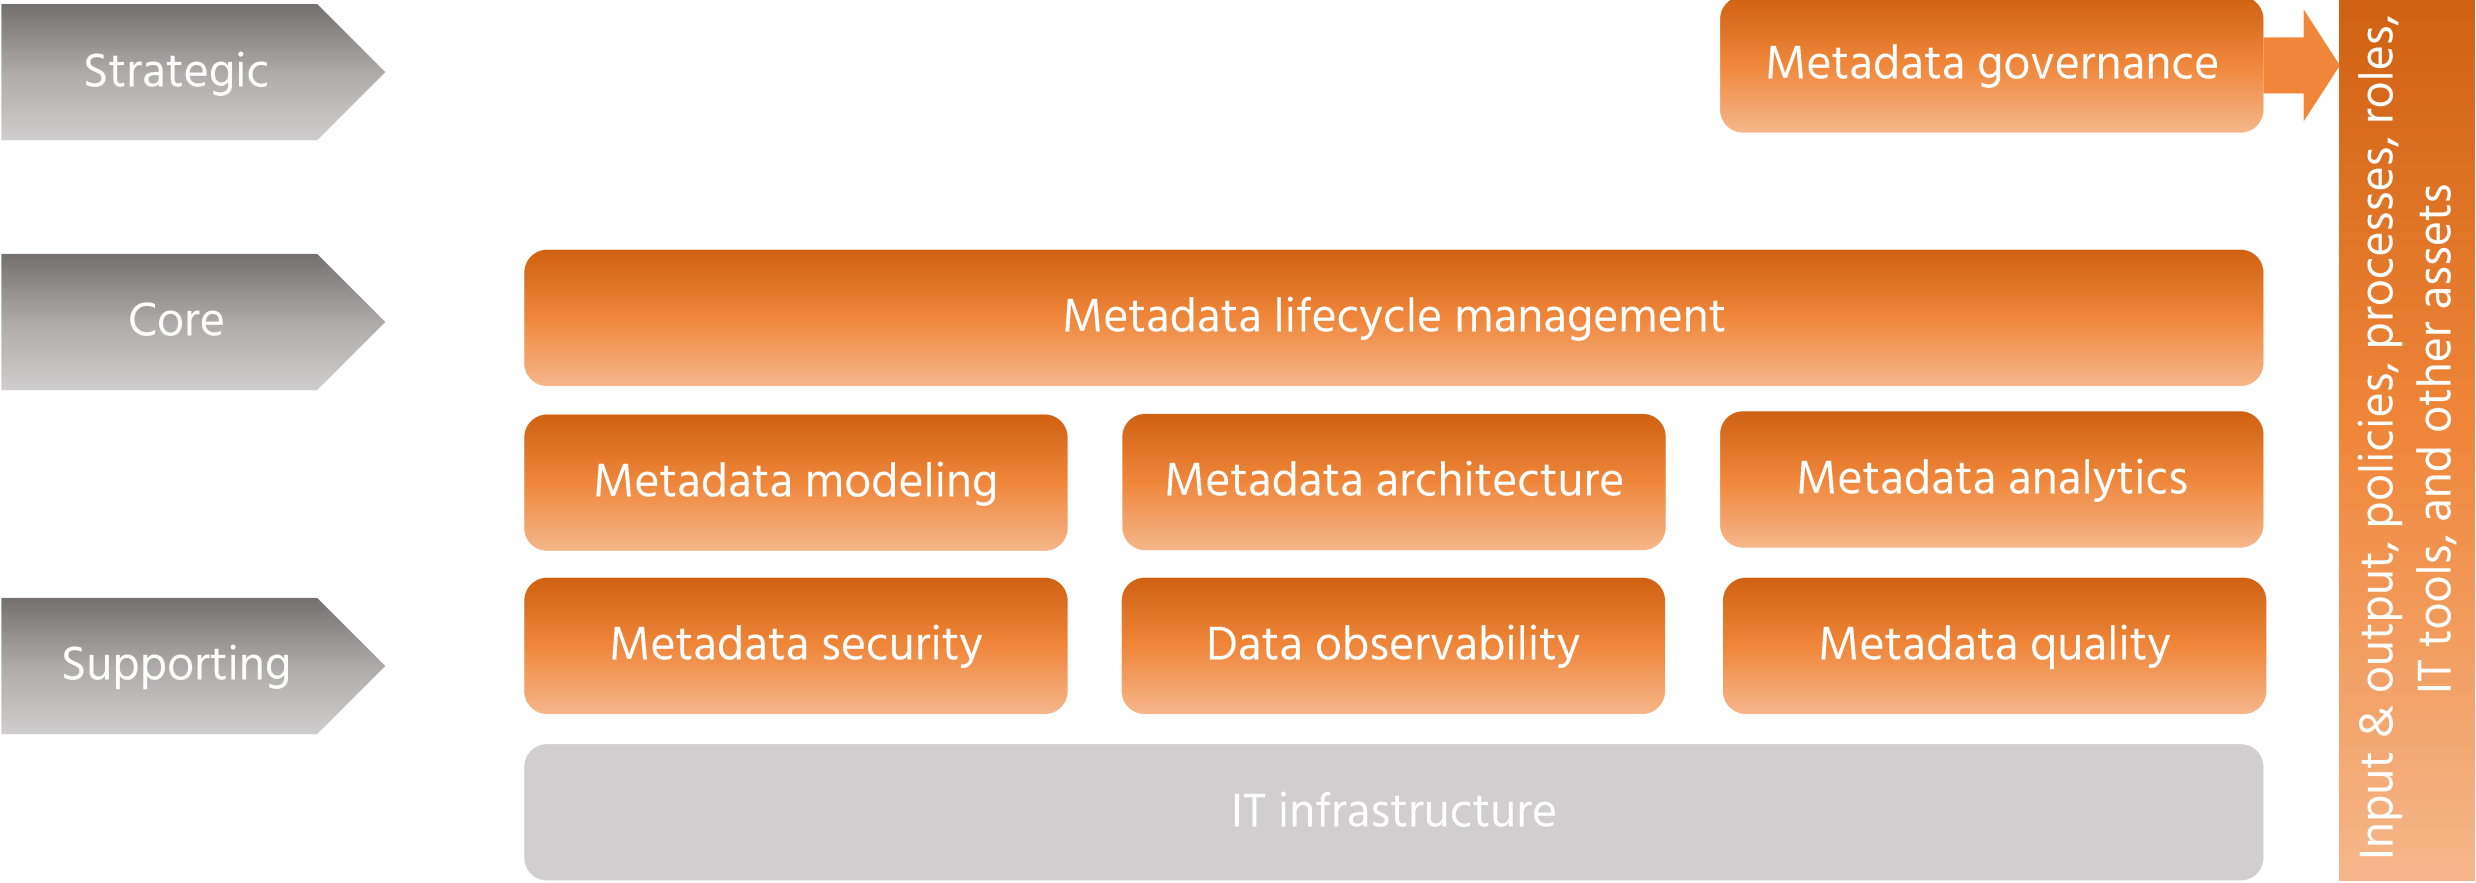 Strategic
Metadata governance
Core
Metadata lifecycle management
Metadata modeling
Metadata architecture
Metadata analytics
Supporting
Metadata security
Data observability
Metadata quality
IT infrastructure
Input & output, policies, processes, roles,
IT tools, and other assets